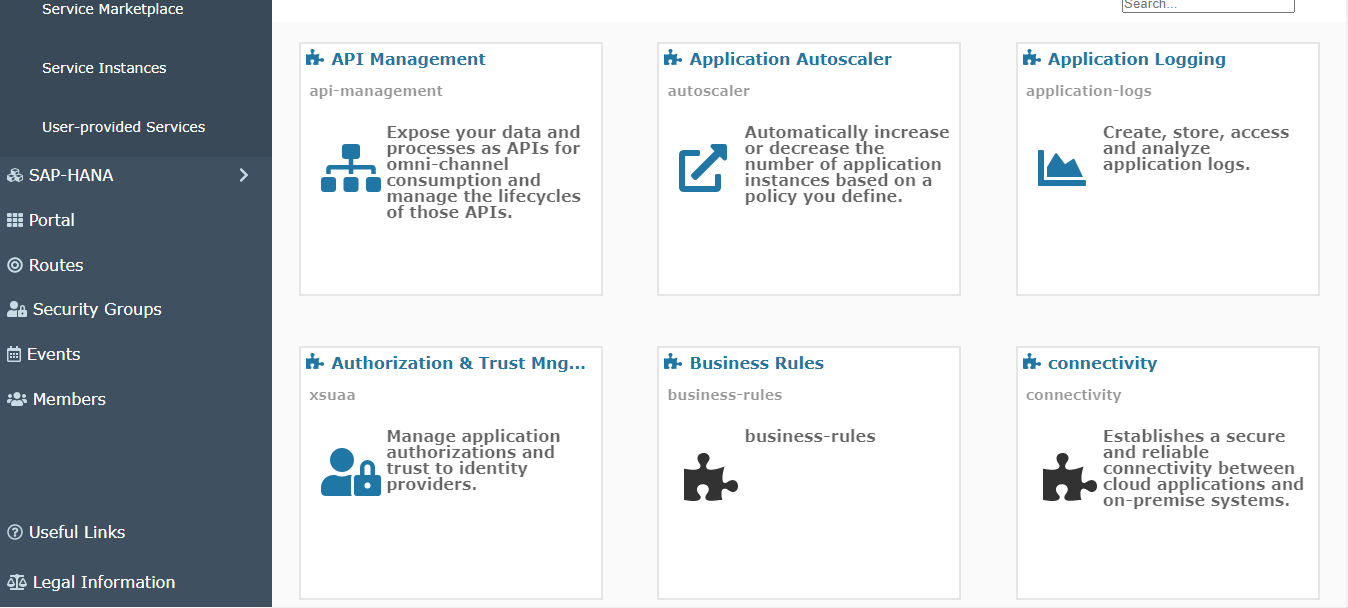 Service Marketplace
Service Instances
User-provided Services
SAP-HANA
Portal
Routes
Security Groups
Events
Members
Useful Links
Legal Information
Search...
API Management
api-management
Expose your data and
processes as APIs for
omni-channel
consumption and
manage the lifecycles
of those APIs.
Application Autoscaler
autoscaler
Automatically increase
or decrease the
number of application
instances based on a
policy you define.
Application Logging
application-logs
Create, store, access
and analyze
application logs.
Authorization & Trust Mng...
xsuaa
Manage application
authorizations and
trust to identity
providers.
Business Rules
business-rules
business-rules
connectivity
connectivity
Establishes a secure
and reliable
connectivity between
cloud applications and
on-premise systems.